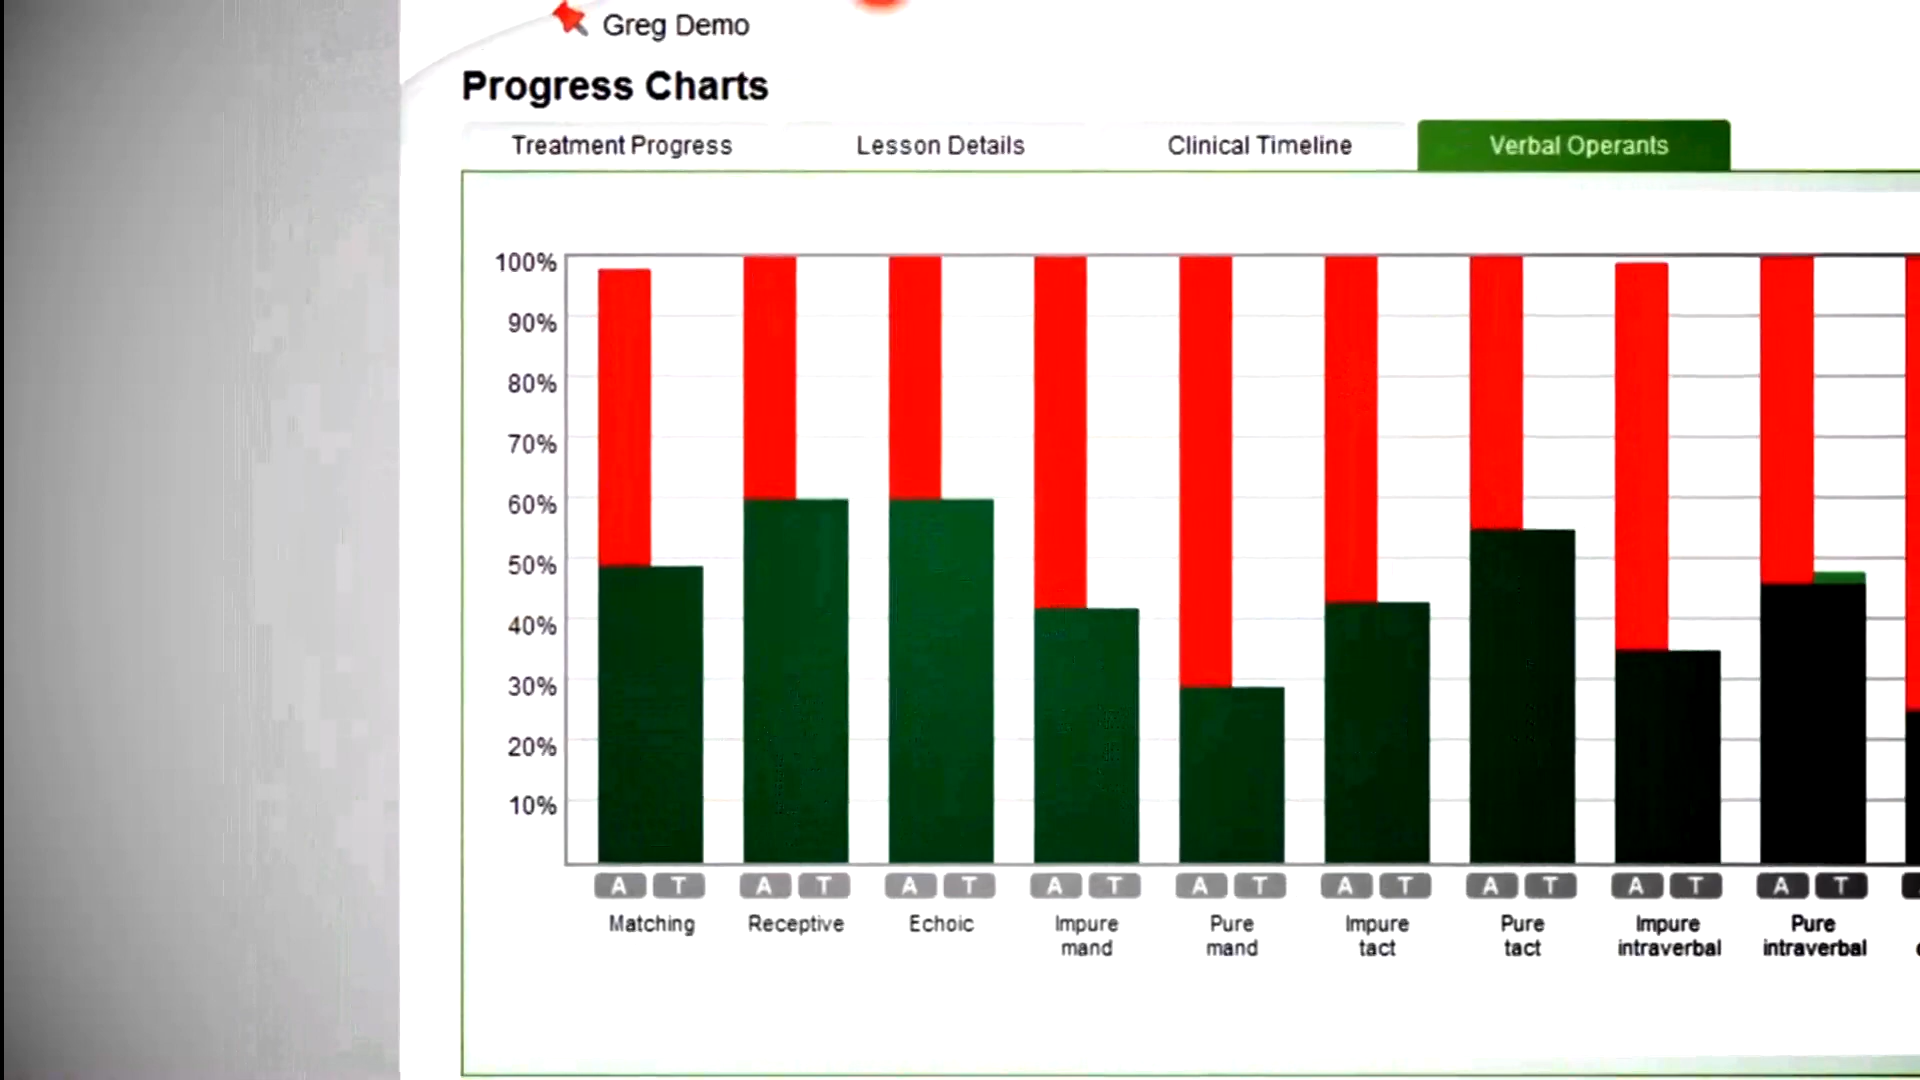 Greg Demo
Progress Charts
Treatment Progress Lesson Details Clinical Timeline Verbal Operants
100%
90%
80%
70%
60%
50%
40%
30%
20%
10%
A T A T A T A T A T A T A T A T A T
Matching Receptive Echoic Impure mand Pure mand Impure tact Pure tact Impure intraverbal Pure intraverbal